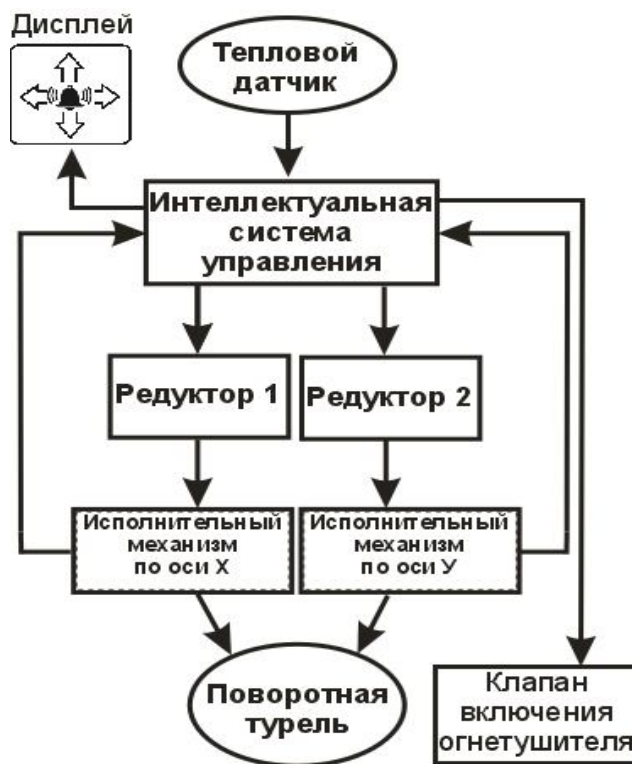 Дисплей
Тепловой
датчик
Интеллектуальная
система
управления
Редуктор 1
Редуктор 2
Исполнительный
механизм
по оси X
Исполнительный
механизм
по оси У
Поворотная
турель
Клапан
включения
огнетушителя